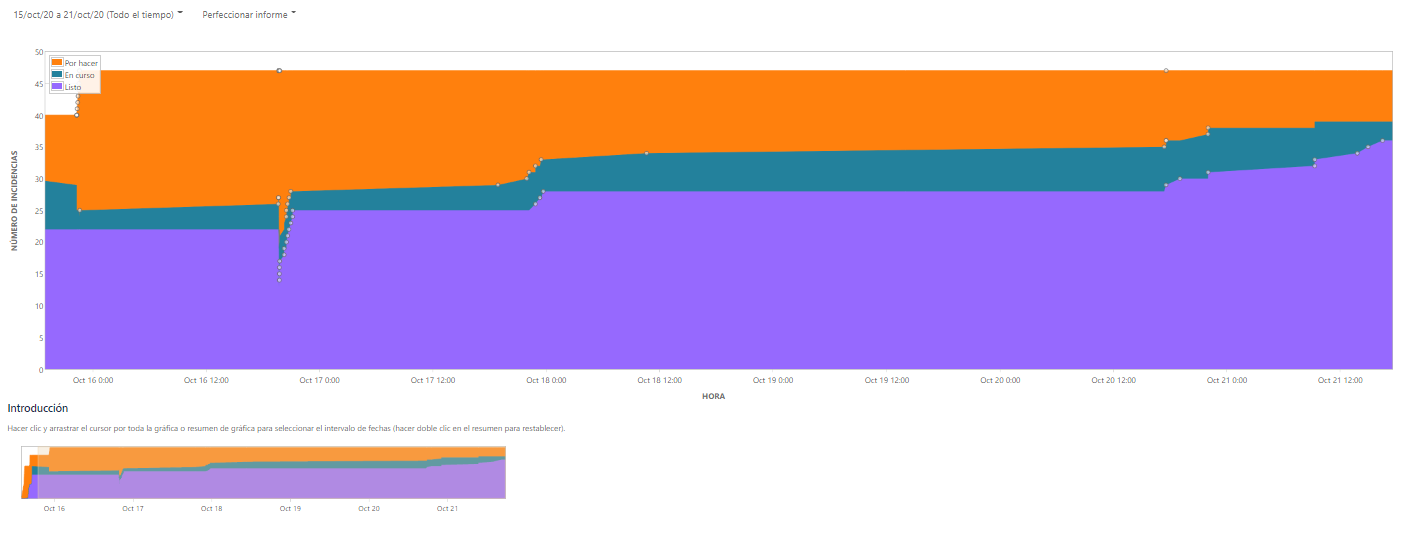 15/oct/20 a 21/oct/20 (Todo el tiempo) Perfeccionar informe
50
45
40
35
30
25
20
15
10
5
0
NÚMERO DE INCIDENCIAS
Por hacer
En curso
Listo
Oct 16 0:00 Oct 16 12:00 Oct 17 0:00 Oct 17 12:00 Oct 18 0:00 Oct 18 12:00 Oct 19 0:00 Oct 19 12:00 Oct 20 0:00 Oct 20 12:00 Oct 21 0:00 Oct 21 12:00
HORA
Introducción
Hacer clic y arrastrar el cursor por toda la gráfica o resumen de gráfica para seleccionar el intervalo de fechas (hacer doble clic en el resumen para restablecer).
Oct 16 Oct 17 Oct 18 Oct 19 Oct 20 Oct 21